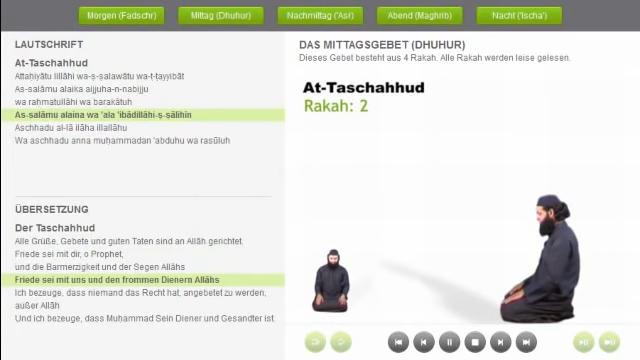 Morgen (Fadschr)
Mittag (Dhuhur)
Nachmittag ('Asr)
Abend (Maghrib)
Nacht ('Ischa')
LAUTSCHRIFT
At-Taschahhud
Attaḥiyātu lillāhi wa-ṣ-ṣalawātu wa-t-ṭayyibāt
As-salāmu alaika aijjuha-n-nabijju
wa raḥmatullāhi wa barakātuh
As-salāmu alaina wa 'ala 'ibādillāhi-ṣ-ṣāliḥīn
Aschhadu al-lā ilāha illallāhu
Wa aschhadu anna muḥammadan 'abduhu wa rasūluh
ÜBERSETZUNG
Der Taschahhud
Alle Grüße, Gebete und guten Taten sind an Allāh gerichtet.
Friede sei mit dir, o Prophet,
und die Barmerzigkeit und der Segen Allāhs
Friede sei mit uns und den frommen Dienern Allāhs
Ich bezeuge, dass niemand das Recht hat, angebetet zu werden,
außer Allāh
Und ich bezeuge, dass Muḥammad Sein Diener und Gesandter ist.
DAS MITTAGSGEBET (DHUHUR)
Dieses Gebet besteht aus 4 Rakah. Alle Rakah werden leise gelesen.
At-Taschahhud
Rakah: 2